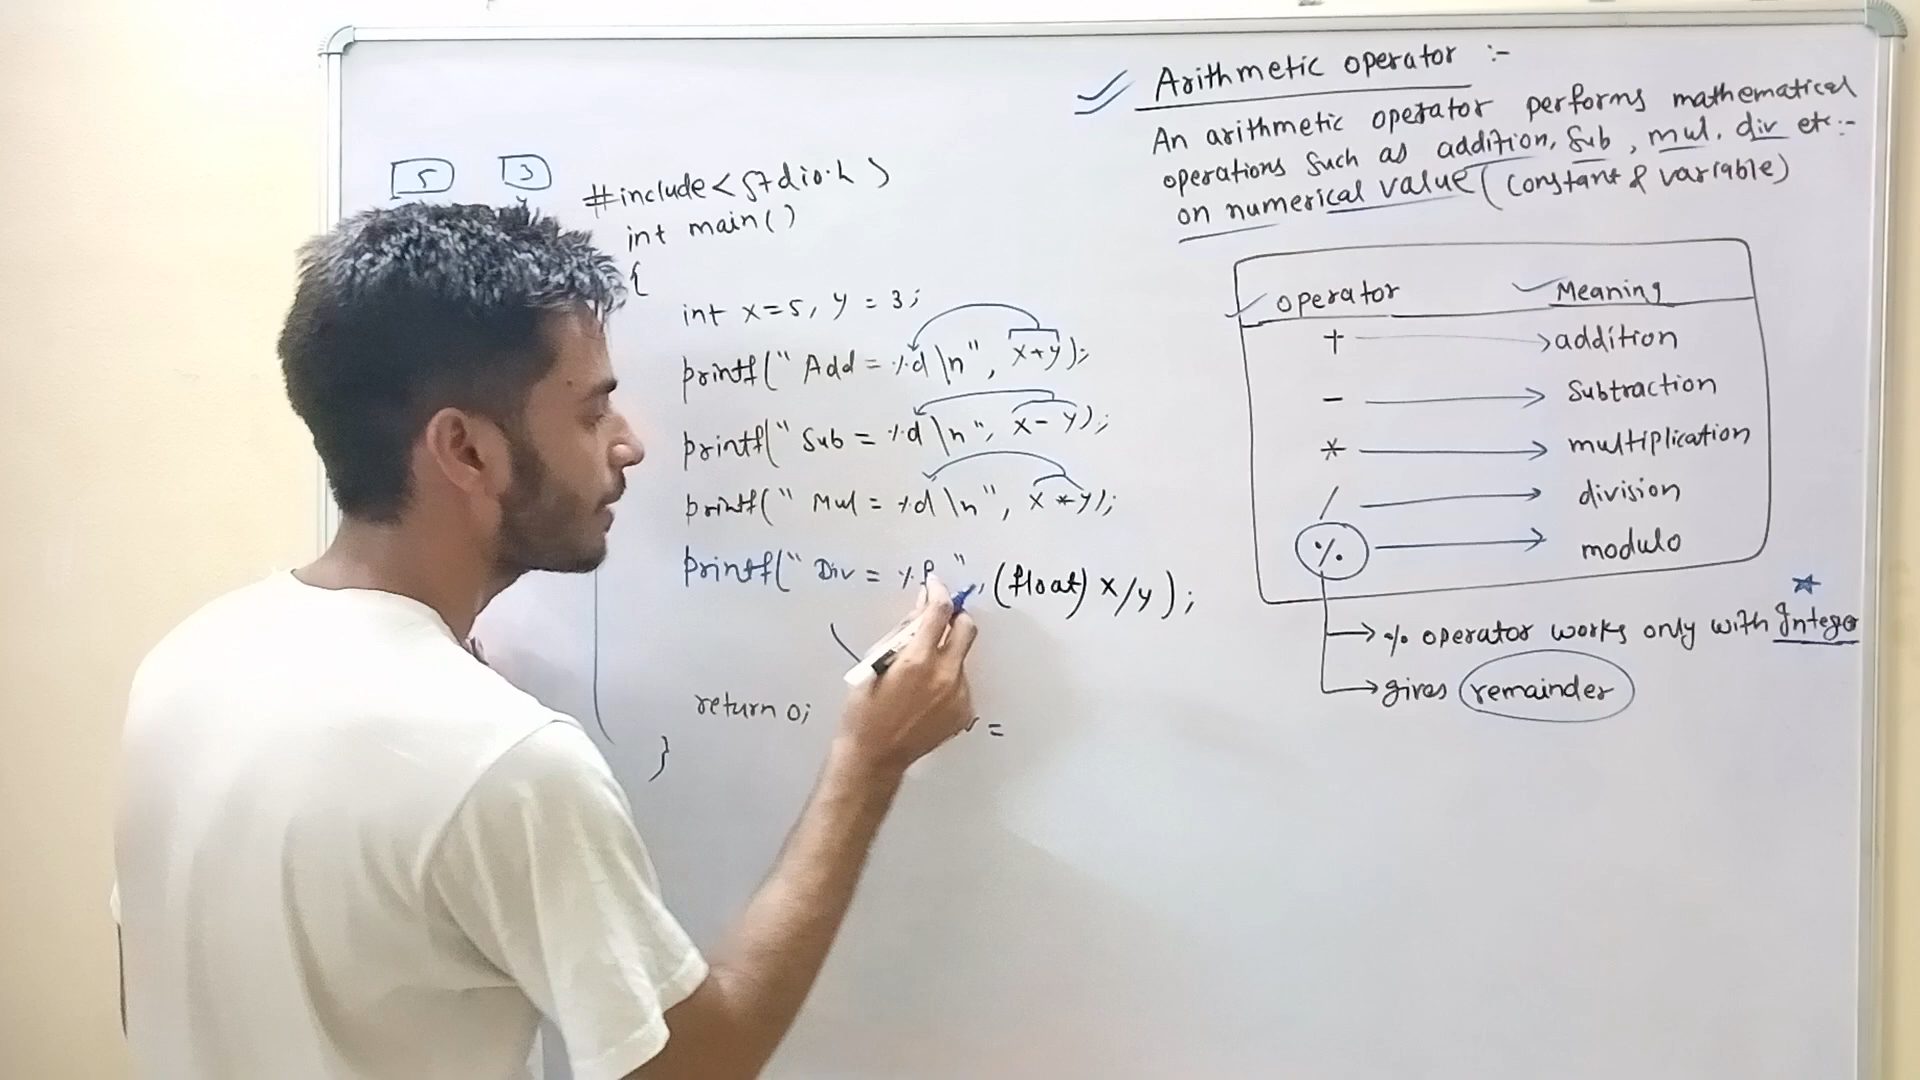 5 3
#include<stdio.h>
int main()
{
int x=5, y = 3;
printf(" Add = %d \n", x+y);
printf(" Sub = %d \n", x- y);
printf(" Mul = %d \n", x *y);
printf(" Div = %f ", (float) x/y);
return 0;
=
}
Arithmetic operator :-
An arithmetic operator performs mathematical
operations such as addition, Sub, mul, div etc:-
on numerical value (constant & variable)
operator Meaning
+ addition
- Subtraction
* multiplication
/ division
% modulo
% operator works only with Integer
gives remainder